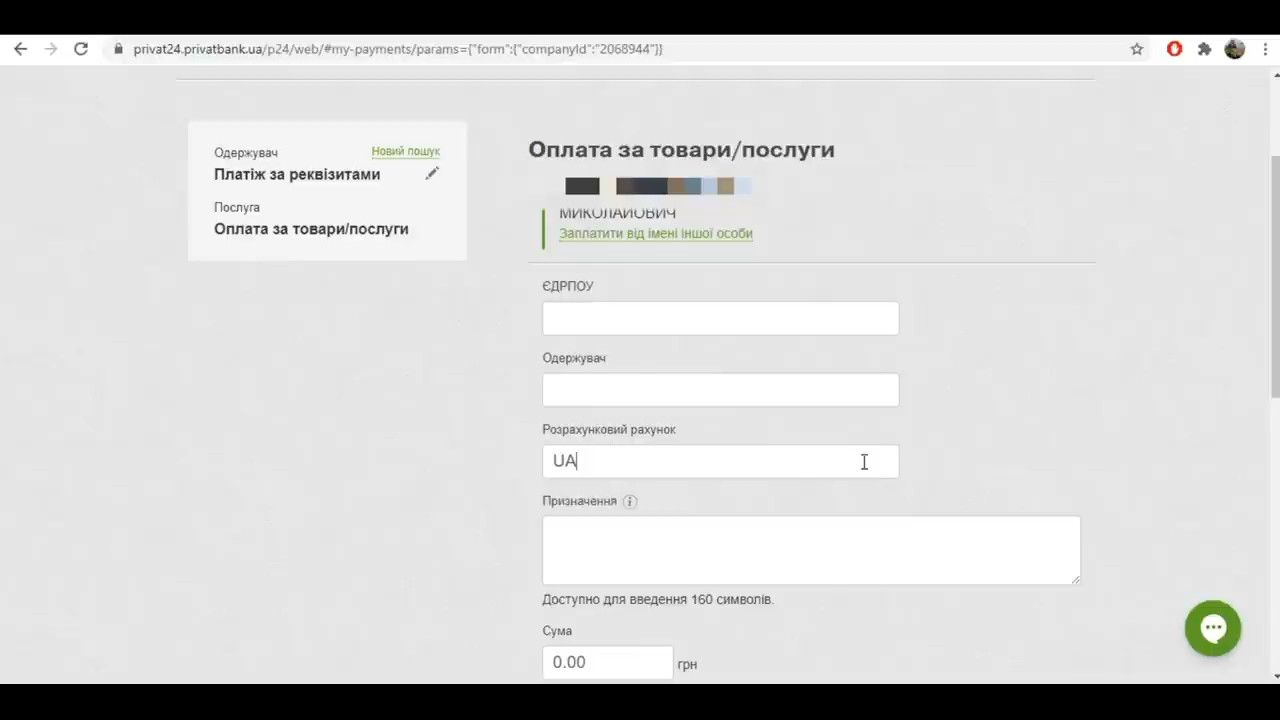 privat24.privatbank.ua/p24/web/#my-payments/params={"form":{"companyId":"2068944"}}
Одержувач
Новий пошук
Платіж за реквізитами
Послуга
Оплата за товари/послуги
Оплата за товари/послуги
МИКОЛАЙОВИЧ
Заплатити від імені іншої особи
ЄДРПОУ
Одержувач
Розрахунковий рахунок
UA
Призначення
Доступно для введення 160 символів.
Сума
0.00 грн